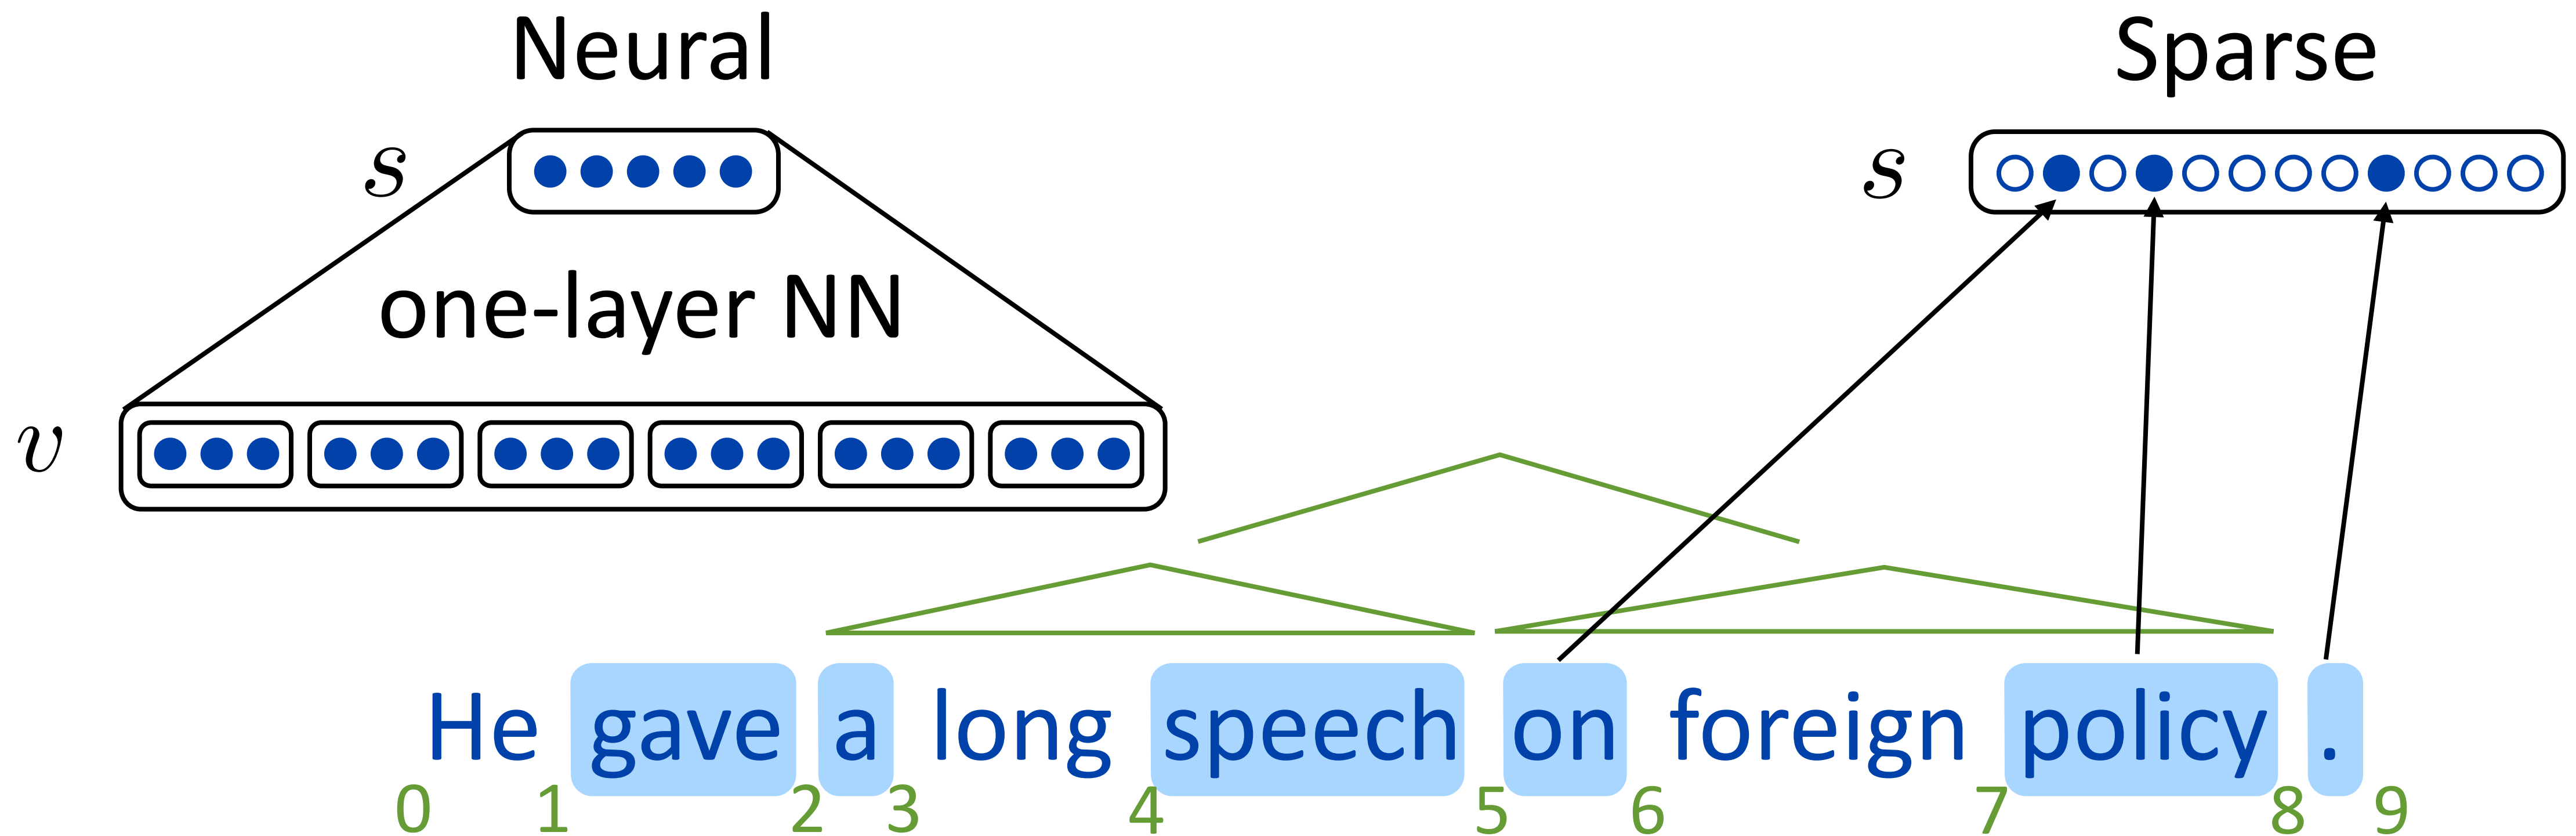 Neural Sparse
s s
one-layer NN
v
He gave a long speech on foreign policy .
0 1 2 3 4 5 6 7 8 9